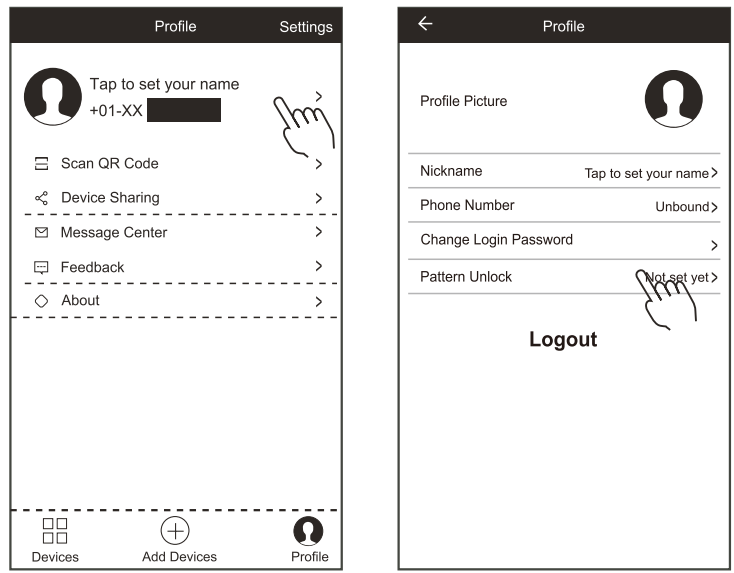 Profile Settings
Tap to set your name
+01-XX
Scan QR Code
Device Sharing
Message Center
Feedback
About
Devices Add Devices Profile
Profile
Profile Picture
Nickname Tap to set your name
Phone Number Unbound
Change Login Password
Pattern Unlock Not set yet
Logout